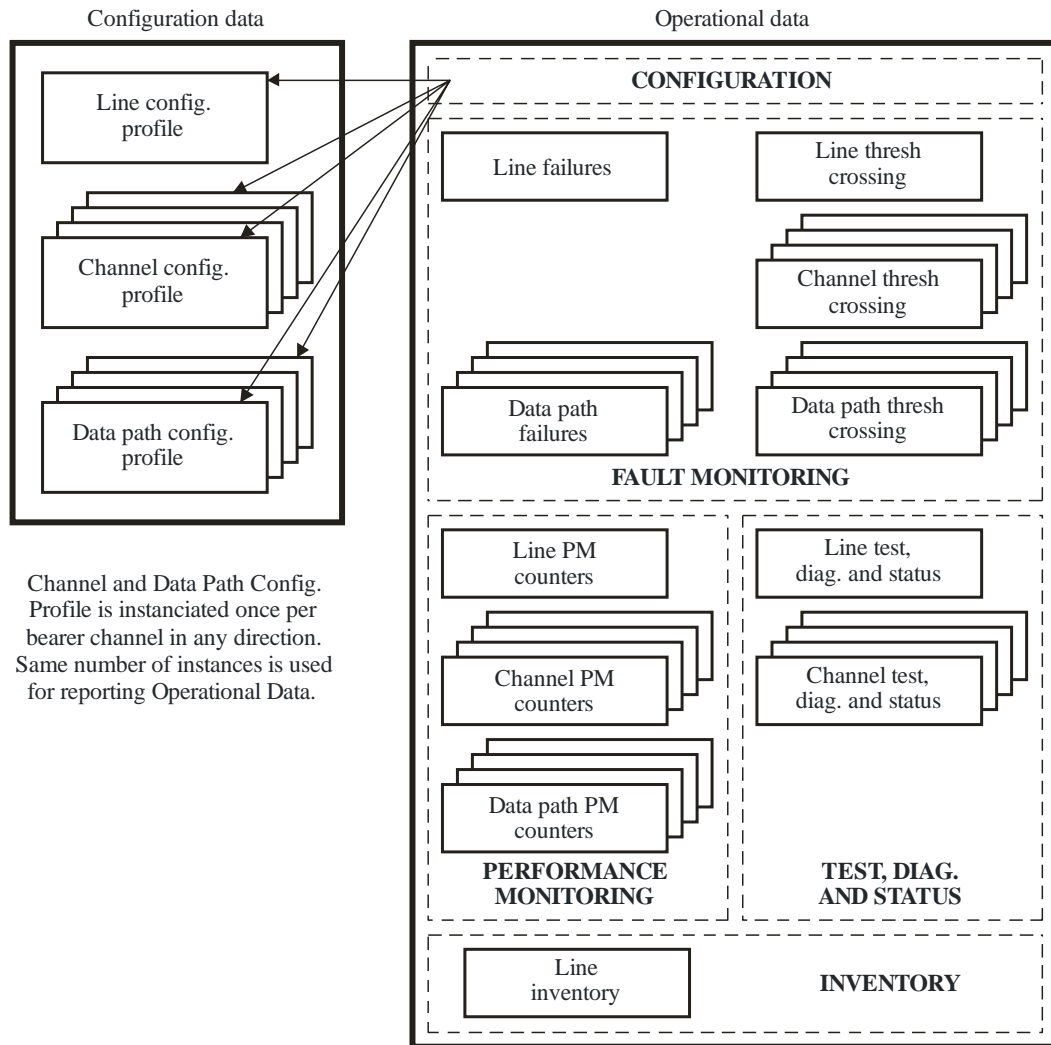 Configuration data
Operational data
Line config.
profile
Channel config.
profile
Data path config.
profile
Channel and Data Path Config.
Profile is instanciated once per
bearer channel in any direction.
Same number of instances is used
for reporting Operational Data.
CONFIGURATION
Line failures
Line thresh
crossing
Channel thresh
crossing
Data path
failures
Data path thresh
crossing
FAULT MONITORING
Line PM
counters
Channel PM
counters
Data path PM
counters
PERFORMANCE
MONITORING
Line test,
diag. and status
Channel test,
diag. and status
TEST, DIAG.
AND STATUS
Line
inventory
INVENTORY